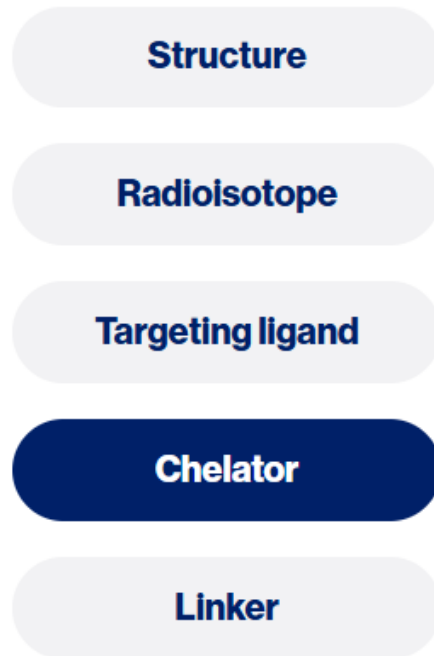 Structure
Radioisotope
Targeting ligand
Chelator
Linker